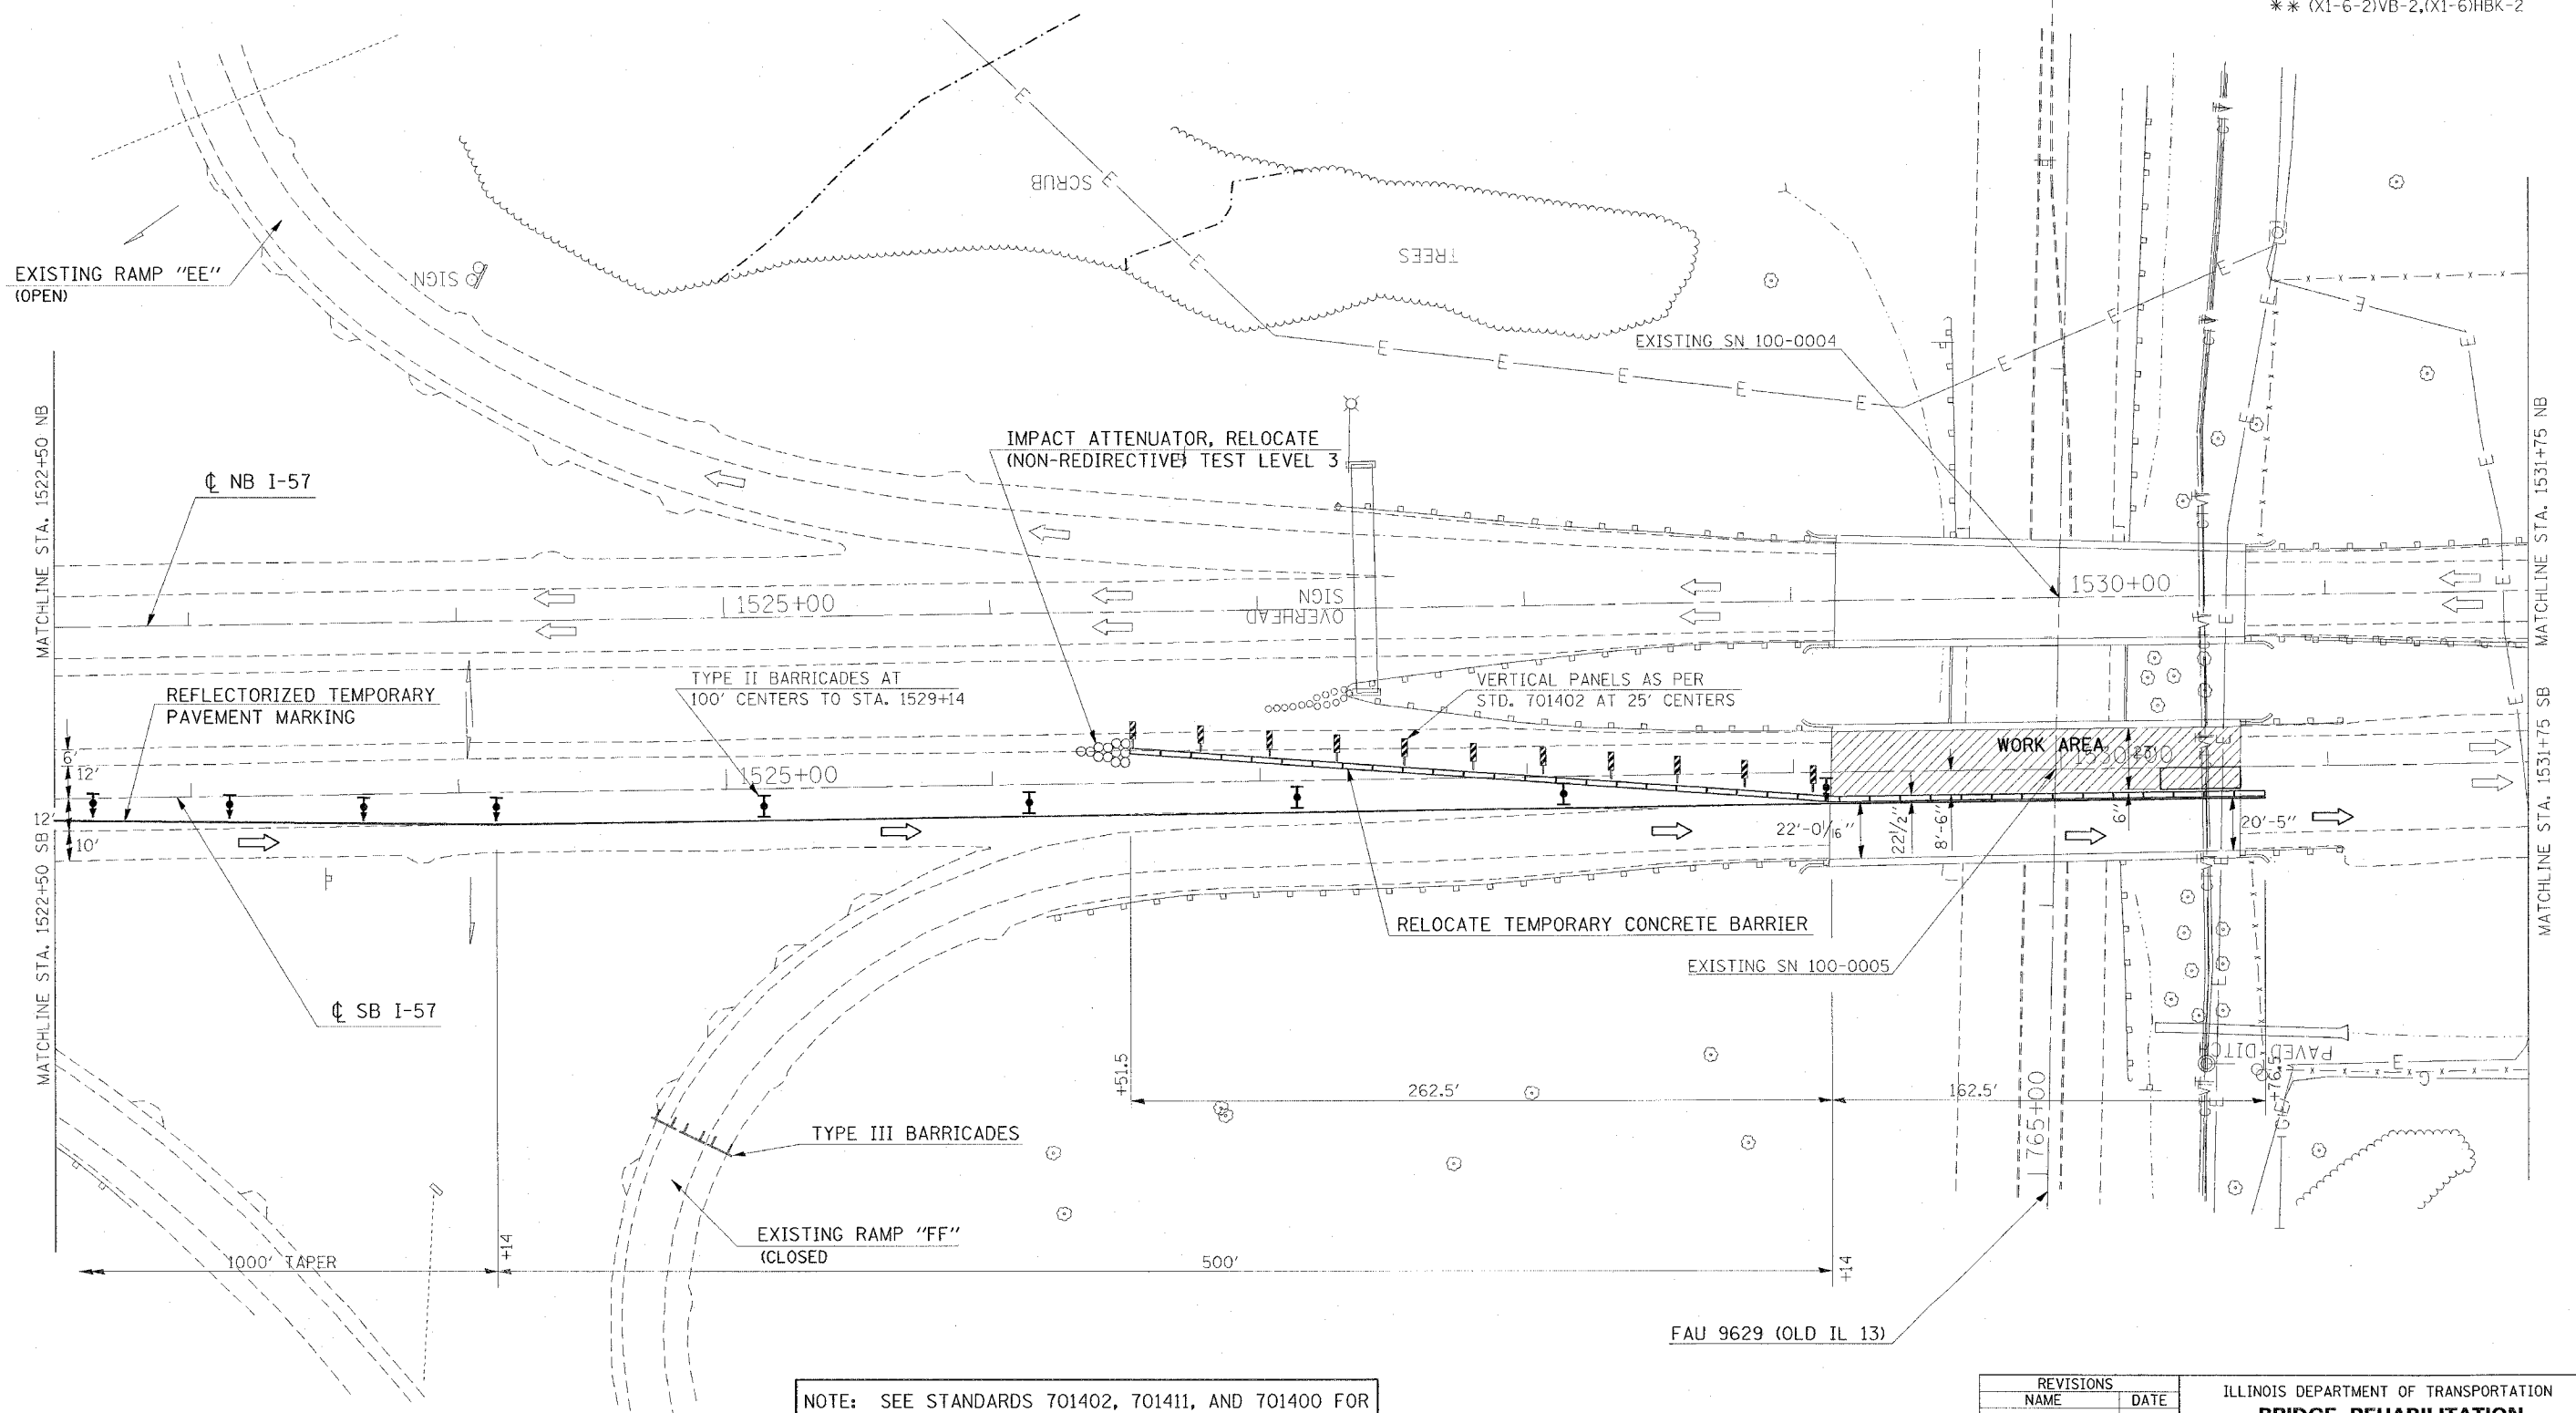 ** (X1-6-2)VB-2,(X1-6)HBK-2
EXISTING RAMP "EE"
(OPEN)
SIGN
SCRUB
TREES
EXISTING SN 100-0004
E
E
E
E
E
E
E
E
E
E
E
MATCHLINE STA. 1522+50 NB
℄ NB I-57
IMPACT ATTENUATOR, RELOCATE
(NON-REDIRECTIVE) TEST LEVEL 3
MATCHLINE STA. 1531+75 NB
1525+00
OVERHEAD
SIGN
1530+00
REFLECTORIZED TEMPORARY
PAVEMENT MARKING
TYPE II BARRICADES AT
100' CENTERS TO STA. 1529+14
VERTICAL PANELS AS PER
STD. 701402 AT 25' CENTERS
WORK AREA
6'
12'
12'
10'
1525+00
22'-0 1/16"
22 1/2"
8'-6"
6"
20'-5"
MATCHLINE STA. 1522+50 SB
MATCHLINE STA. 1531+75 SB
RELOCATE TEMPORARY CONCRETE BARRIER
EXISTING SN 100-0005
℄ SB I-57
PAVED DITCH
+51.5
262.5'
162.5'
+76.5
1765+00
TYPE III BARRICADES
EXISTING RAMP "FF"
(CLOSED
1000' TAPER
+14
500'
+14
FAU 9629 (OLD IL 13)
NOTE: SEE STANDARDS 701402, 701411, AND 701400 FOR
REVISIONS
NAME DATE
ILLINOIS DEPARTMENT OF TRANSPORTATION
BRIDGE REHABILITATION